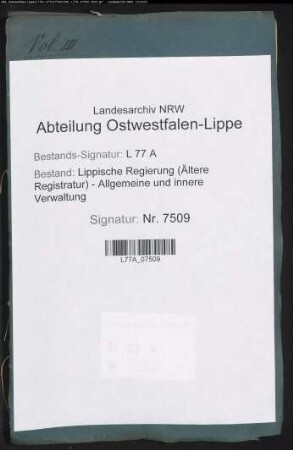 Vol. III
Landesarchiv NRW
Abteilung Ostwestfalen-Lippe
Bestands-Signatur: L 77 A
Bestand: Lippische Regierung (Ältere
Registratur) - Allgemeine und innere
Verwaltung
Signatur: Nr. 7509
L77A_07509